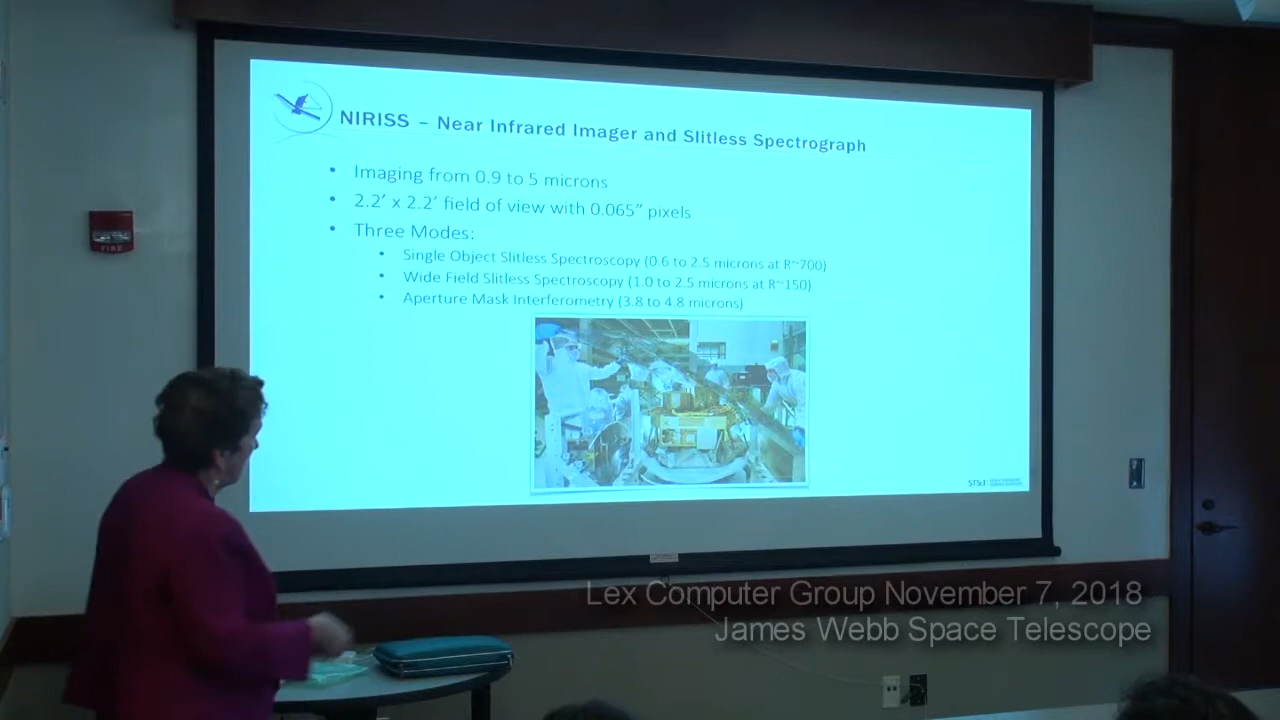 NIRISS – Near Infrared Imager and Slitless Spectrograph
• Imaging from 0.9 to 5 microns
• 2.2’ x 2.2’ field of view with 0.065” pixels
• Three Modes:
• Single Object Slitless Spectroscopy (0.6 to 2.5 microns at R~700)
• Wide Field Slitless Spectroscopy (1.0 to 2.5 microns at R~150)
• Aperture Mask Interferometry (3.8 to 4.8 microns)
FIRE
STScI
Lex Computer Group November 7, 2018
James Webb Space Telescope